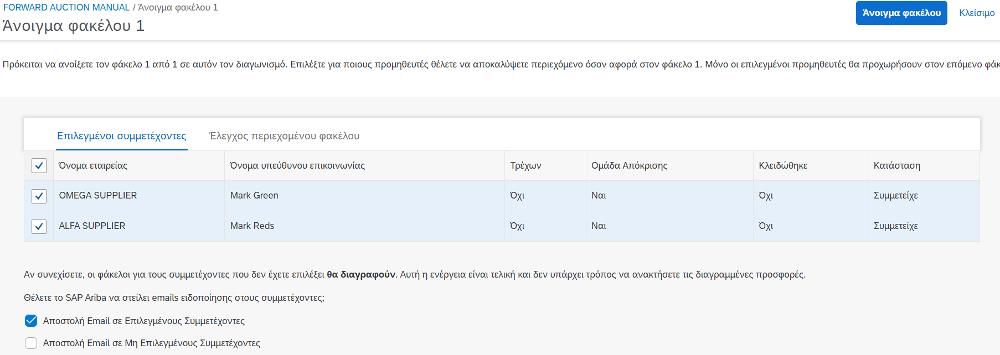 FORWARD AUCTION MANUAL / Άνοιγμα φακέλου 1
Άνοιγμα φακέλου Κλείσιμο
Άνοιγμα φακέλου 1
Πρόκειται να ανοίξετε τον φάκελο 1 από 1 σε αυτόν τον διαγωνισμό. Επιλέξτε για ποιους προμηθευτές θέλετε να αποκαλύψετε περιεχόμενο όσον αφορά στον φάκελο 1. Μόνο οι επιλεγμένοι προμηθευτές θα προχωρήσουν στον επόμενο φάκ
Επιλεγμένοι συμμετέχοντες Έλεγχος περιεχομένου φακέλου
Όνομα εταιρείας Όνομα υπεύθυνου επικοινωνίας Τρέχων Ομάδα Απόκρισης Κλειδώθηκε Κατάσταση
OMEGA SUPPLIER Mark Green Όχι Ναι Όχι Συμμετείχε
ALFA SUPPLIER Mark Reds Όχι Ναι Όχι Συμμετείχε
Αν συνεχίσετε, οι φάκελοι για τους συμμετέχοντες που δεν έχετε επιλέξει θα διαγραφούν. Αυτή η ενέργεια είναι τελική και δεν υπάρχει τρόπος να ανακτήσετε τις διαγραμμένες προσφορές.
Θέλετε το SAP Ariba να στείλει emails ειδοποίησης στους συμμετέχοντες;
Αποστολή Email σε Επιλεγμένους Συμμετέχοντες
Αποστολή Email σε Μη Επιλεγμένους Συμμετέχοντες